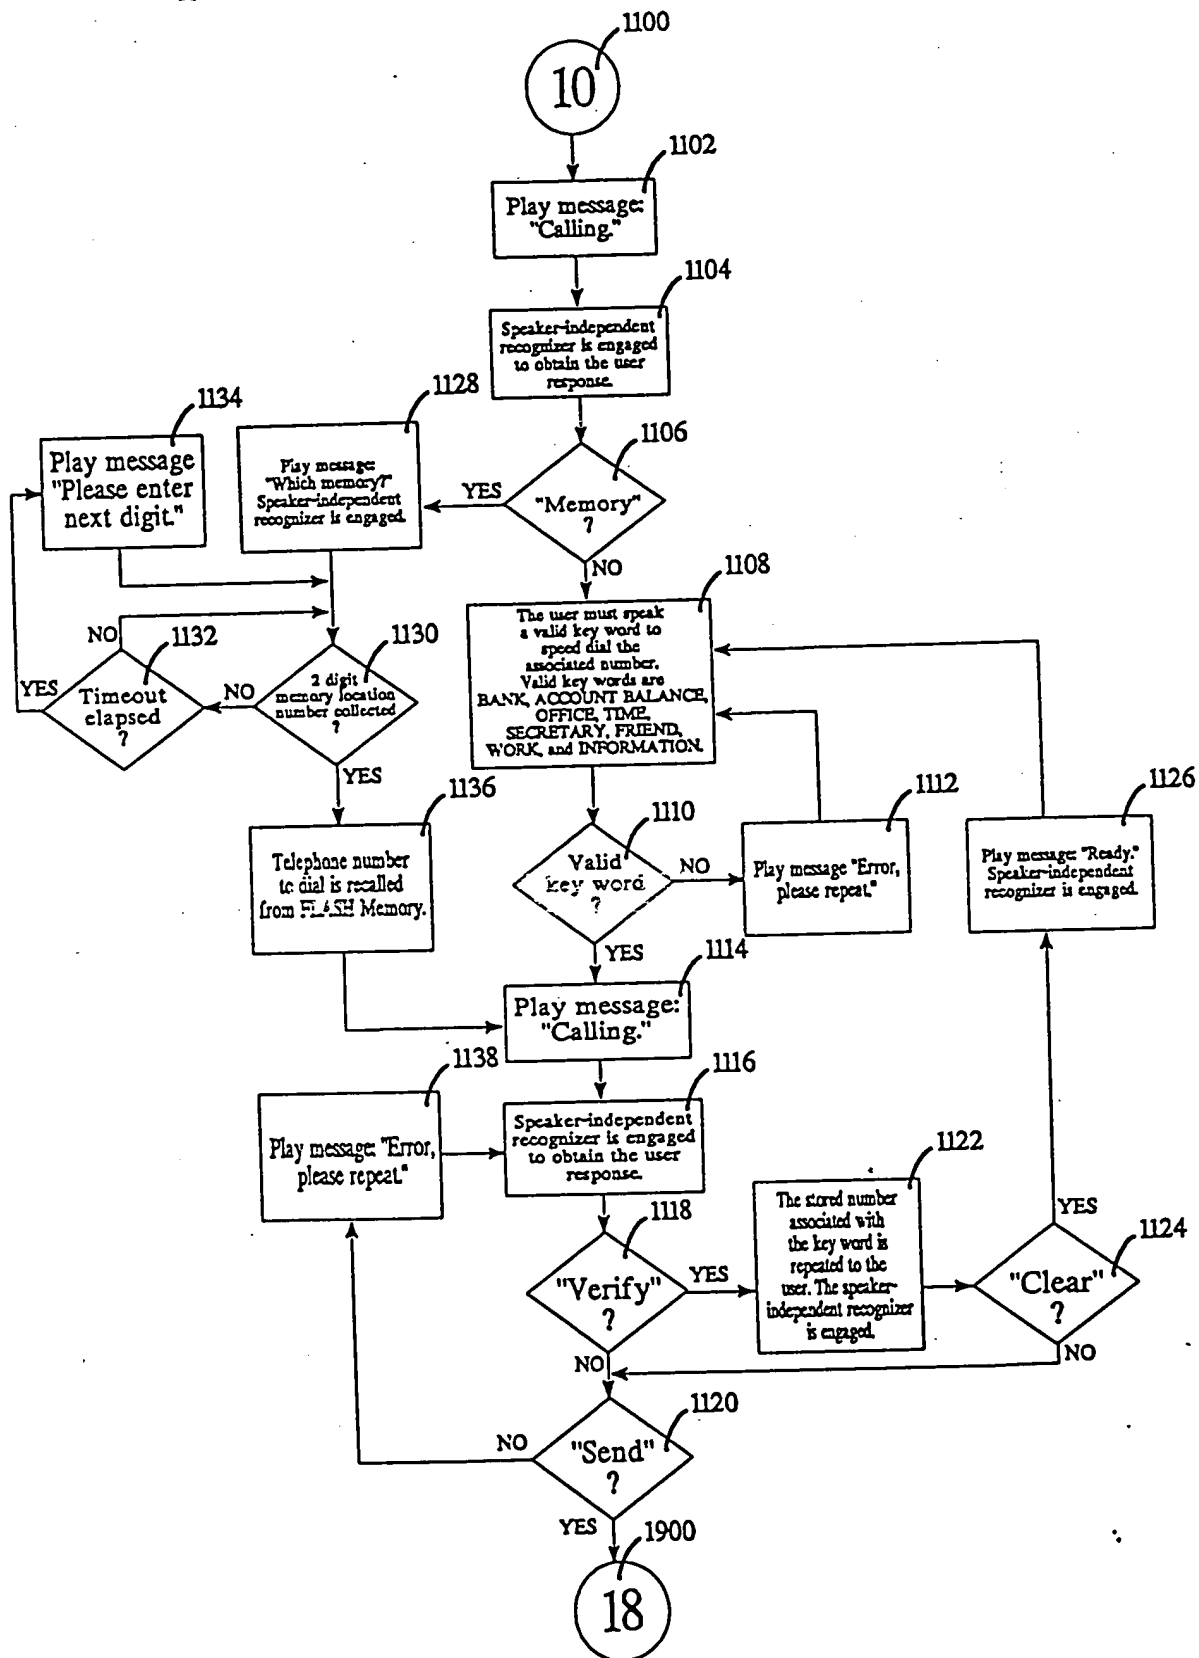 1100
10
1102
Play message:
"Calling."
1104
Speaker-independent
recognizer is engaged
to obtain the user
response.
1106
"Memory"
?
YES
NO
1128
Play message:
"Which memory?"
Speaker-independent
recognizer is engaged.
1134
Play message
"Please enter
next digit."
1132
Timeout
elapsed
?
NO
YES
1130
2 digit
memory location
number collected
?
NO
YES
1108
The user must speak
a valid key word to
speed dial the
associated number.
Valid key words are
BANK, ACCOUNT BALANCE,
OFFICE, TIME,
SECRETARY, FRIEND,
WORK, and INFORMATION.
1136
Telephone number
to dial is recalled
from FLASH Memory.
1110
Valid
key word
?
NO
YES
1112
Play message "Error,
please repeat."
1126
Play message: "Ready."
Speaker-independent
recognizer is engaged.
1114
Play message:
"Calling."
1138
Play message: "Error,
please repeat."
1116
Speaker-independent
recognizer is engaged
to obtain the user
response.
1118
"Verify"
?
YES
NO
1122
The stored number
associated with
the key word is
repeated to the
user. The speaker-
independent recognizer
is engaged.
1124
"Clear"
?
YES
NO
1120
"Send"
?
NO
YES
1900
18